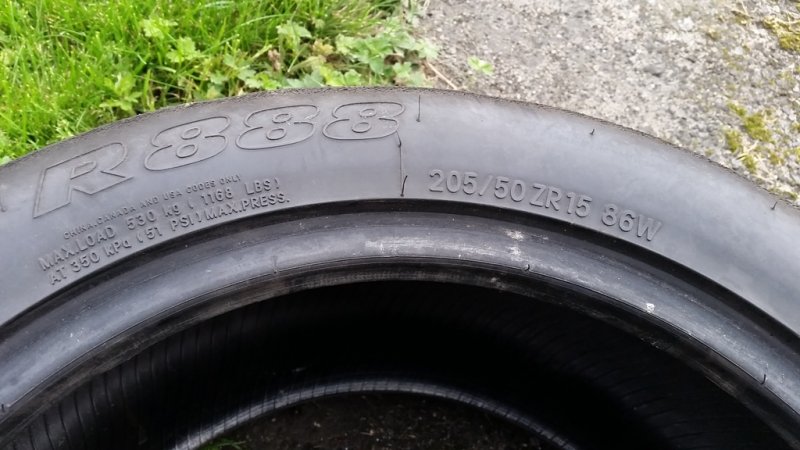 R888
CHINA, CANADA AND USA CODES ONLY
MAX.LOAD 530 kg ( 1168 LBS )
AT 350 KPa ( 51 PSI ) MAX.PRESS.
205/50 ZR15 86W